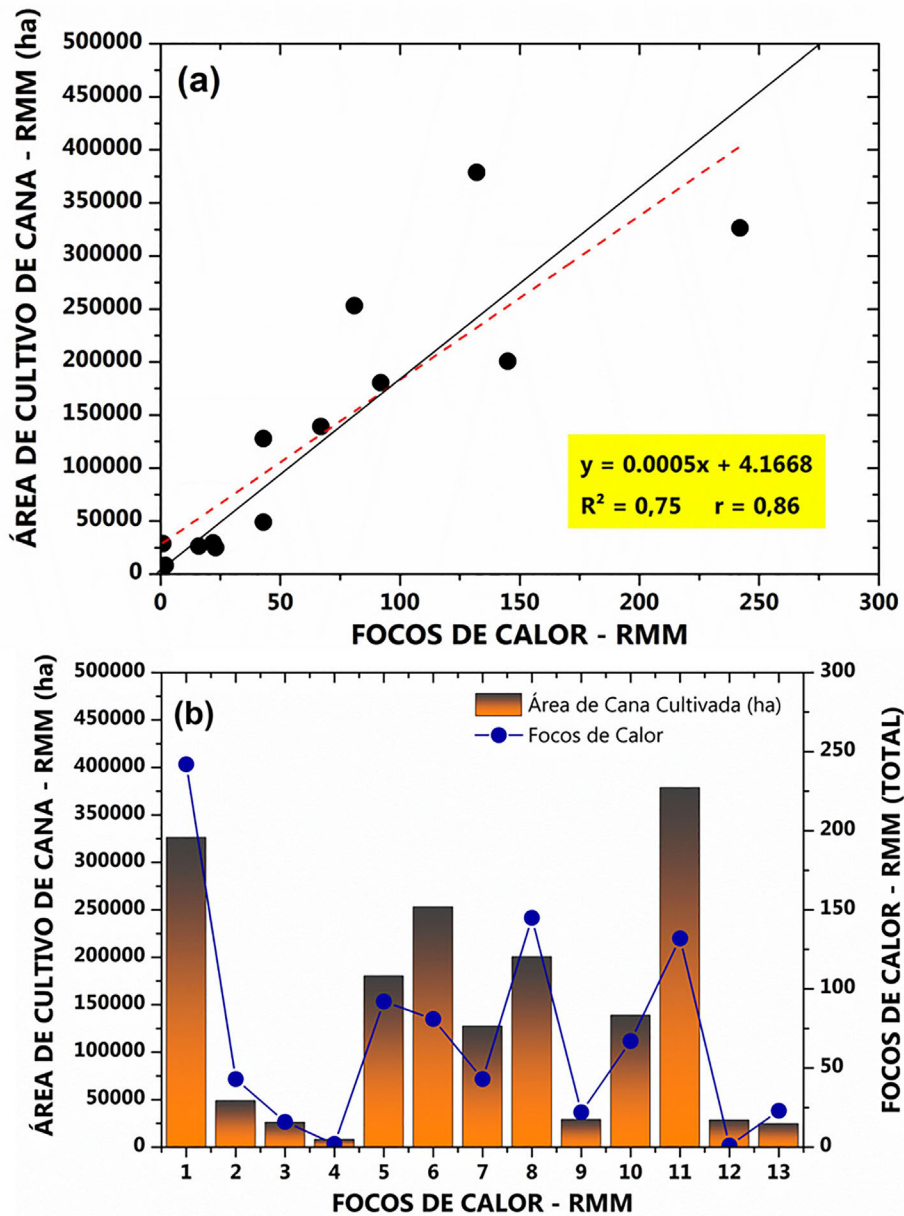 (a)
ÁREA DE CULTIVO DE CANA - RMM (ha)
500000
450000
400000
350000
300000
250000
200000
150000
100000
50000
0
y = 0.0005x + 4.1668
R² = 0,75 r = 0,86
0 50 100 150 200 250 300
FOCOS DE CALOR - RMM
(b)
ÁREA DE CULTIVO DE CANA - RMM (ha)
500000
450000
400000
350000
300000
250000
200000
150000
100000
50000
0
Área de Cana Cultivada (ha)
Focos de Calor
300
250
200
150
100
50
0
FOCOS DE CALOR - RMM (TOTAL)
1 2 3 4 5 6 7 8 9 10 11 12 13
FOCOS DE CALOR - RMM